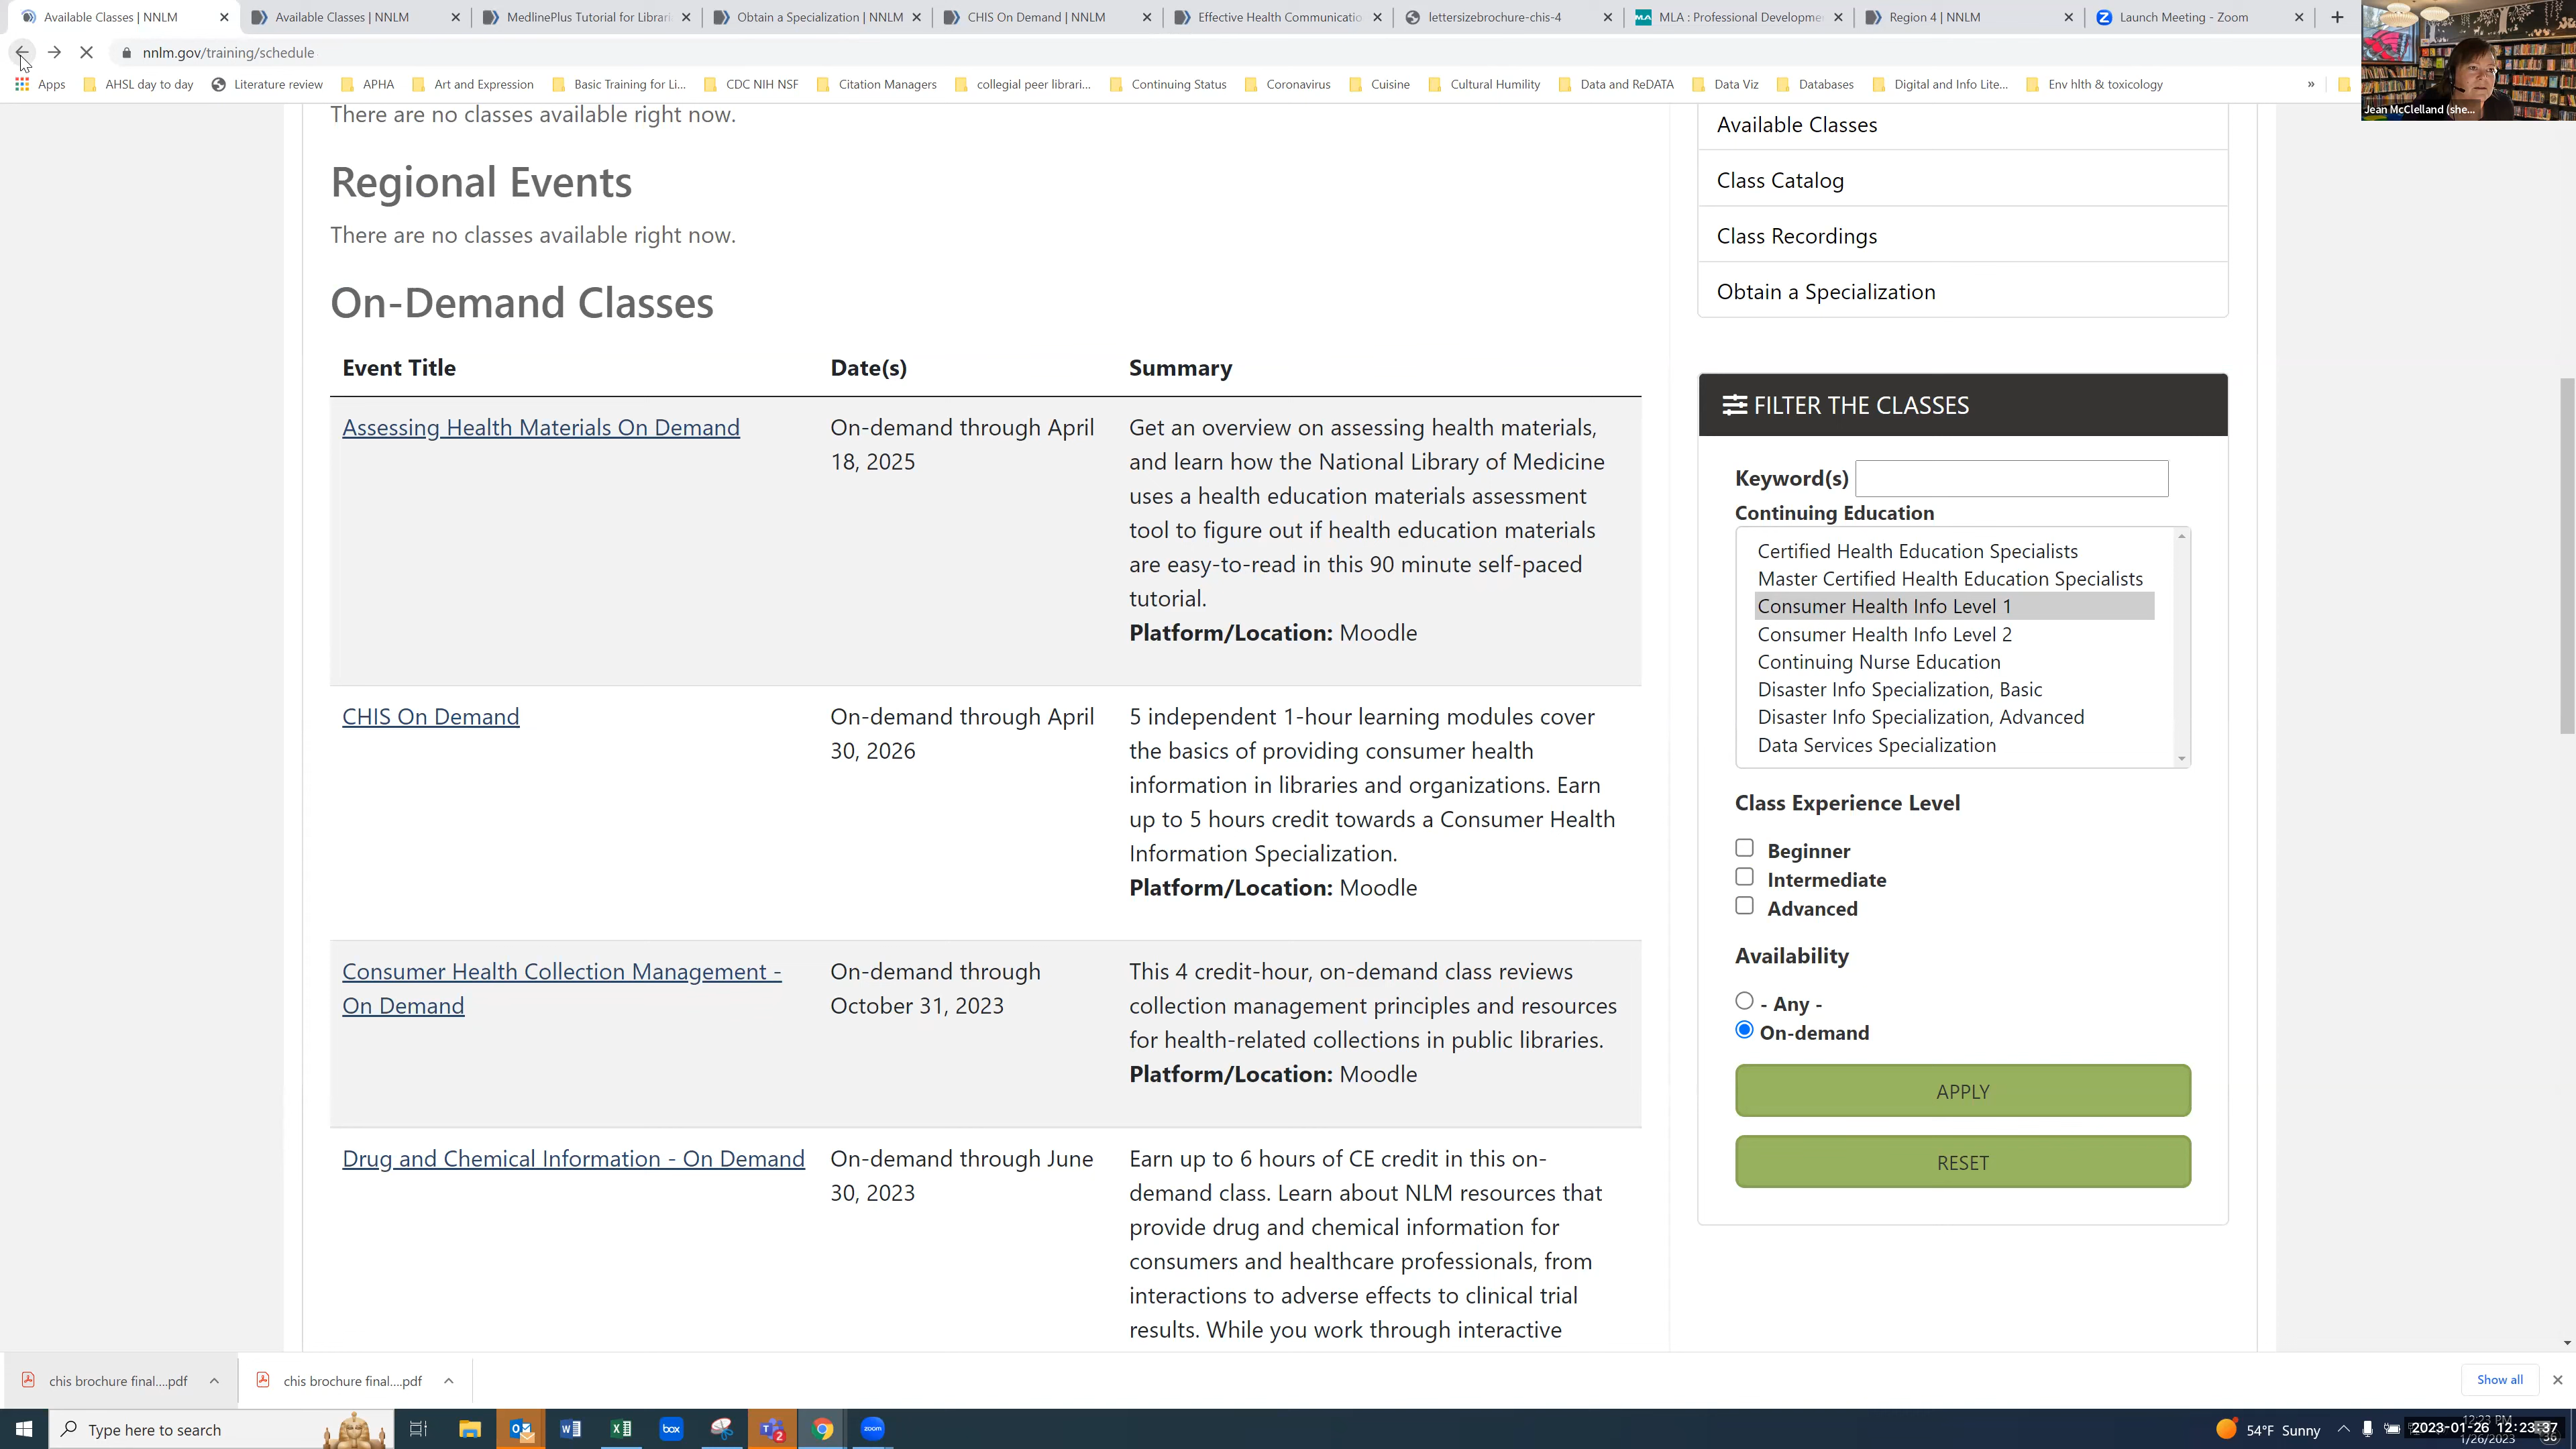 Available Classes | NNLM
Available Classes | NNLM
MedlinePlus Tutorial for Librari
Obtain a Specialization | NNLM
CHIS On Demand | NNLM
Effective Health Communicatio
lettersizebrochure-chis-4
MLA : Professional Developme
Region 4 | NNLM
Launch Meeting - Zoom
nnlm.gov/training/schedule
Apps
AHSL day to day
Literature review
APHA
Art and Expression
Basic Training for Li...
CDC NIH NSF
Citation Managers
collegial peer librari...
Continuing Status
Coronavirus
Cuisine
Cultural Humility
Data and ReDATA
Data Viz
Databases
Digital and Info Lite...
Env hlth & toxicology
»
Jean McClelland (she...
There are no classes available right now.
Regional Events
There are no classes available right now.
On-Demand Classes
Event Title Date(s) Summary
Assessing Health Materials On Demand
On-demand through April
18, 2025
Get an overview on assessing health materials,
and learn how the National Library of Medicine
uses a health education materials assessment
tool to figure out if health education materials
are easy-to-read in this 90 minute self-paced
tutorial.
Platform/Location: Moodle
CHIS On Demand
On-demand through April
30, 2026
5 independent 1-hour learning modules cover
the basics of providing consumer health
information in libraries and organizations. Earn
up to 5 hours credit towards a Consumer Health
Information Specialization.
Platform/Location: Moodle
Consumer Health Collection Management -
On Demand
On-demand through
October 31, 2023
This 4 credit-hour, on-demand class reviews
collection management principles and resources
for health-related collections in public libraries.
Platform/Location: Moodle
Drug and Chemical Information - On Demand
On-demand through June
30, 2023
Earn up to 6 hours of CE credit in this on-
demand class. Learn about NLM resources that
provide drug and chemical information for
consumers and healthcare professionals, from
interactions to adverse effects to clinical trial
results. While you work through interactive
Available Classes
Class Catalog
Class Recordings
Obtain a Specialization
FILTER THE CLASSES
Keyword(s)
Continuing Education
Certified Health Education Specialists
Master Certified Health Education Specialists
Consumer Health Info Level 1
Consumer Health Info Level 2
Continuing Nurse Education
Disaster Info Specialization, Basic
Disaster Info Specialization, Advanced
Data Services Specialization
Class Experience Level
Beginner
Intermediate
Advanced
Availability
- Any -
On-demand
APPLY
RESET
chis brochure final....pdf
chis brochure final....pdf
Show all
Type here to search
box
zoom
2
54°F Sunny
12:23 PM
2023-01-26 12:23:37
1/26/2023